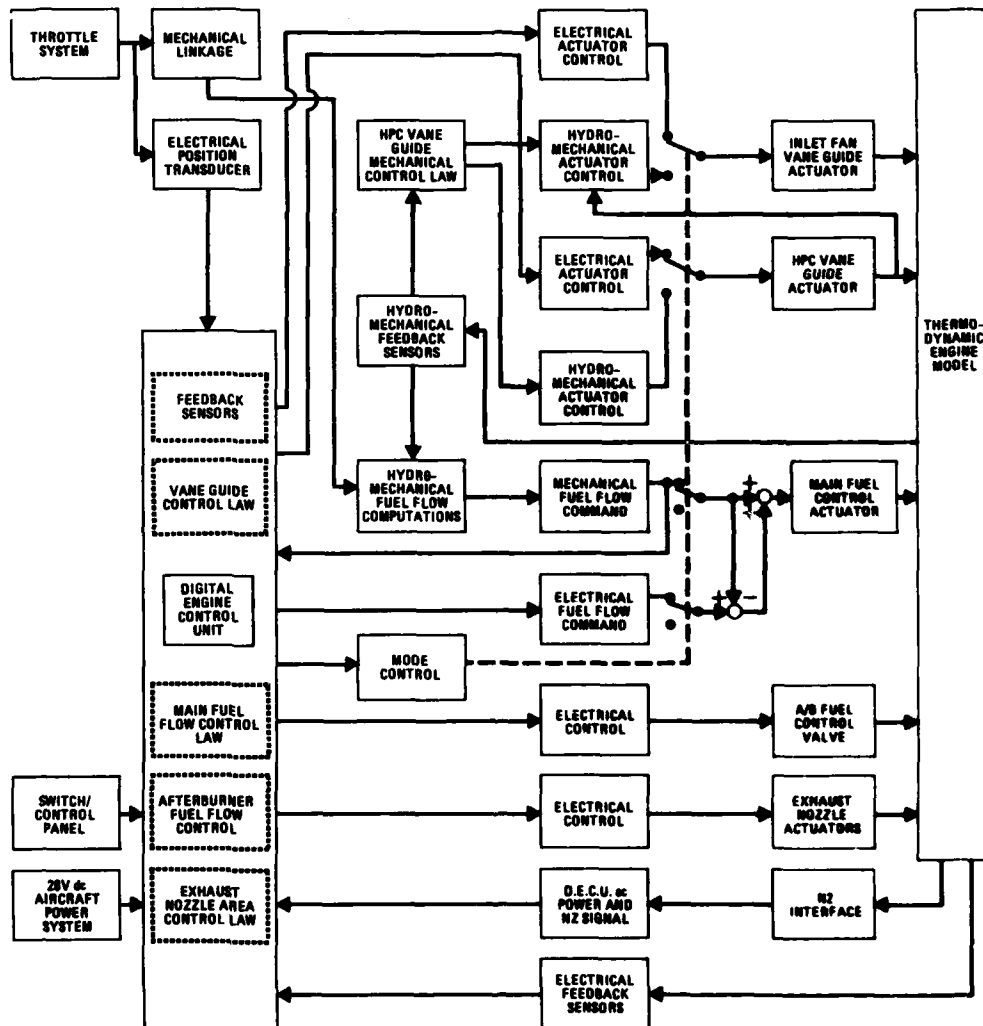 THROTTLE
SYSTEM
MECHANICAL
LINKAGE
ELECTRICAL
ACTUATOR
CONTROL
ELECTRICAL
POSITION
TRANSDUCER
HPC VANE
GUIDE
MECHANICAL
CONTROL LAW
HYDRO-
MECHANICAL
ACTUATOR
CONTROL
INLET FAN
VANE GUIDE
ACTUATOR
ELECTRICAL
ACTUATOR
CONTROL
HPC VANE
GUIDE
ACTUATOR
HYDRO-
MECHANICAL
FEEDBACK
SENSORS
THERMO-
DYNAMIC
ENGINE
MODEL
HYDRO-
MECHANICAL
ACTUATOR
CONTROL
FEEDBACK
SENSORS
VANE GUIDE
CONTROL LAW
HYDRO-
MECHANICAL
FUEL FLOW
COMPUTATIONS
MECHANICAL
FUEL FLOW
COMMAND
+
+
MAIN FUEL
CONTROL
ACTUATOR
DIGITAL
ENGINE
CONTROL
UNIT
ELECTRICAL
FUEL FLOW
COMMAND
+ −
MODE
CONTROL
MAIN FUEL
FLOW CONTROL
LAW
ELECTRICAL
CONTROL
A/B FUEL
CONTROL
VALVE
SWITCH/
CONTROL
PANEL
AFTERBURNER
FUEL FLOW
CONTROL
ELECTRICAL
CONTROL
EXHAUST
NOZZLE
ACTUATORS
28V dc
AIRCRAFT
POWER
SYSTEM
EXHAUST
NOZZLE AREA
CONTROL LAW
D.E.C.U. ac
POWER AND
N2 SIGNAL
N2
INTERFACE
ELECTRICAL
FEEDBACK
SENSORS